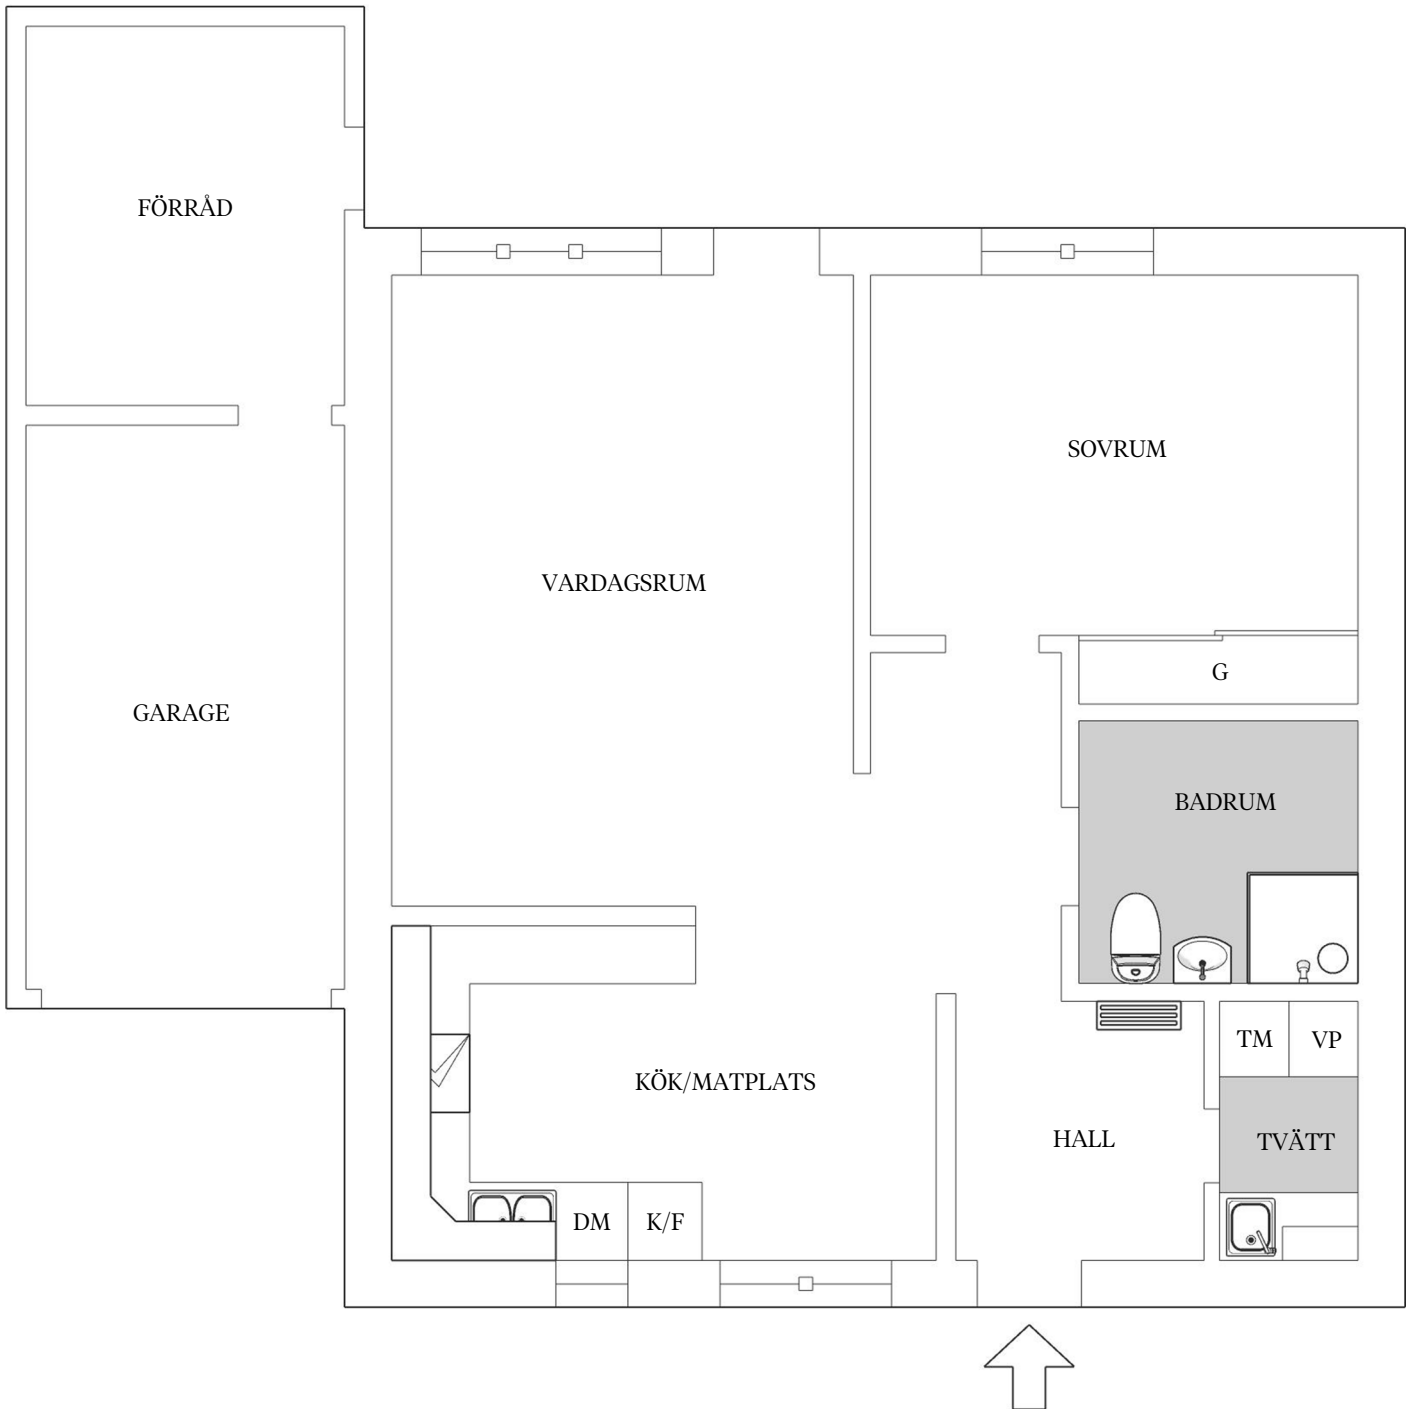 FÖRRÅD
SOVRUM
VARDAGSRUM
G
GARAGE
BADRUM
TM
VP
KÖK/MATPLATS
HALL
TVÄTT
DM
K/F